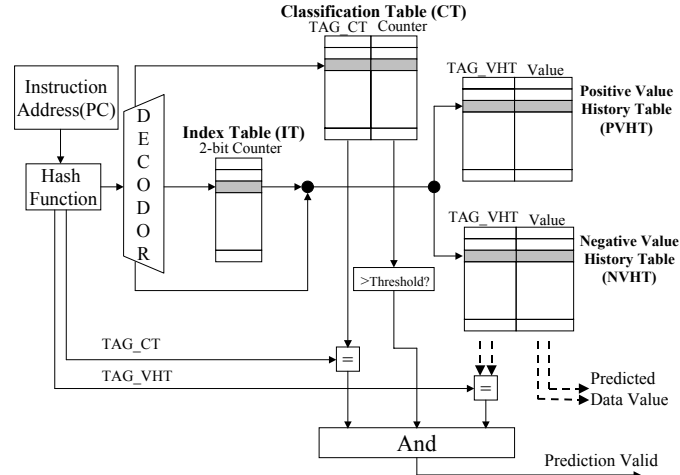 Classification Table (CT)
TAG_CT Counter
Instruction
Address(PC)
Hash
Function
DECODOR
Index Table (IT)
2-bit Counter
TAG_VHT Value
Positive Value
History Table
(PVHT)
TAG_VHT Value
Negative Value
History Table
(NVHT)
>Threshold?
TAG_CT
=
TAG_VHT
=
Predicted
Data Value
And
Prediction Valid